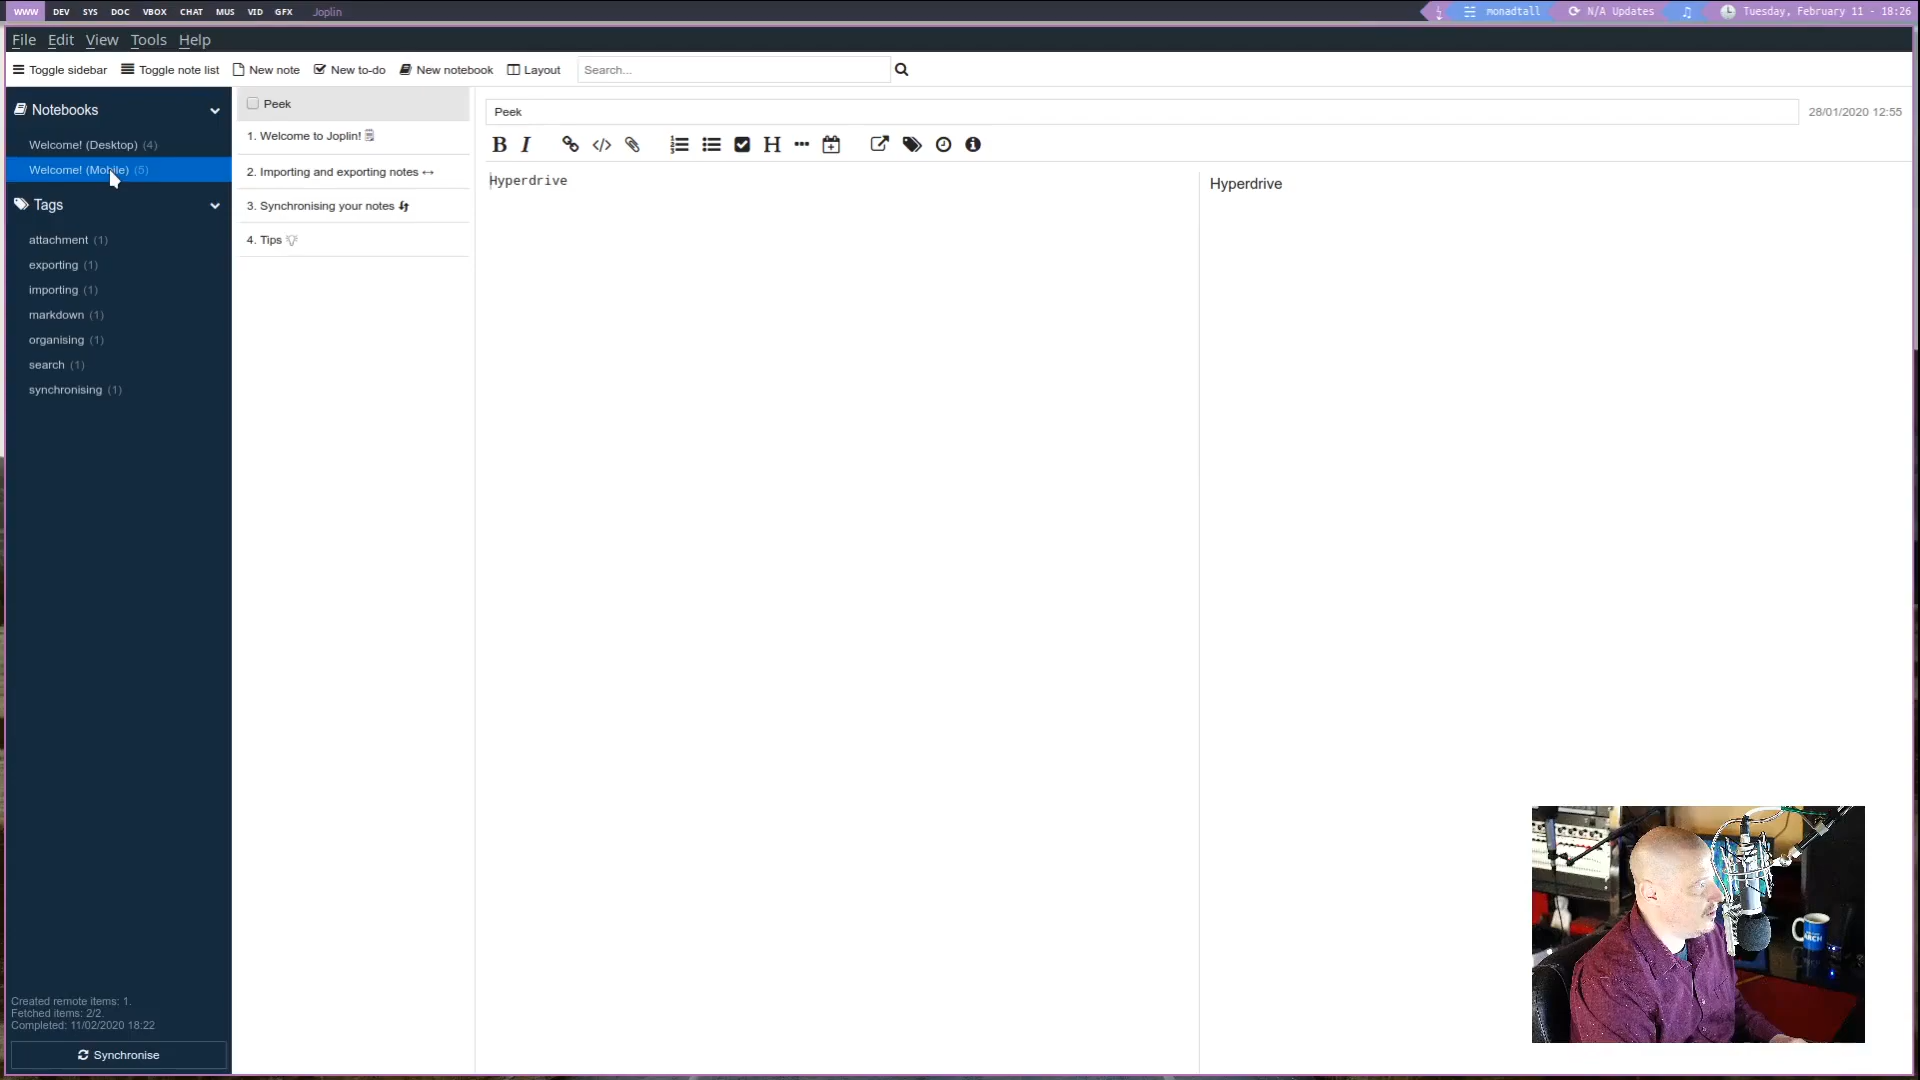 WWW DEV SYS DOC VBOX CHAT MUS VID GFX Joplin monadtall N/A Updates Tuesday, February 11 - 18:26
File Edit View Tools Help
Toggle sidebar Toggle note list New note New to-do New notebook Layout Search...
Notebooks
Welcome! (Desktop) (4)
Welcome! (Mobile) (5)
Tags
attachment (1)
exporting (1)
importing (1)
markdown (1)
organising (1)
search (1)
synchronising (1)
Created remote items: 1.
Fetched items: 2/2.
Completed: 11/02/2020 18:22
Synchronise
Peek
1. Welcome to Joplin!
2. Importing and exporting notes ↔
3. Synchronising your notes
4. Tips
Peek 28/01/2020 12:55
Hyperdrive
Hyperdrive
ARCH